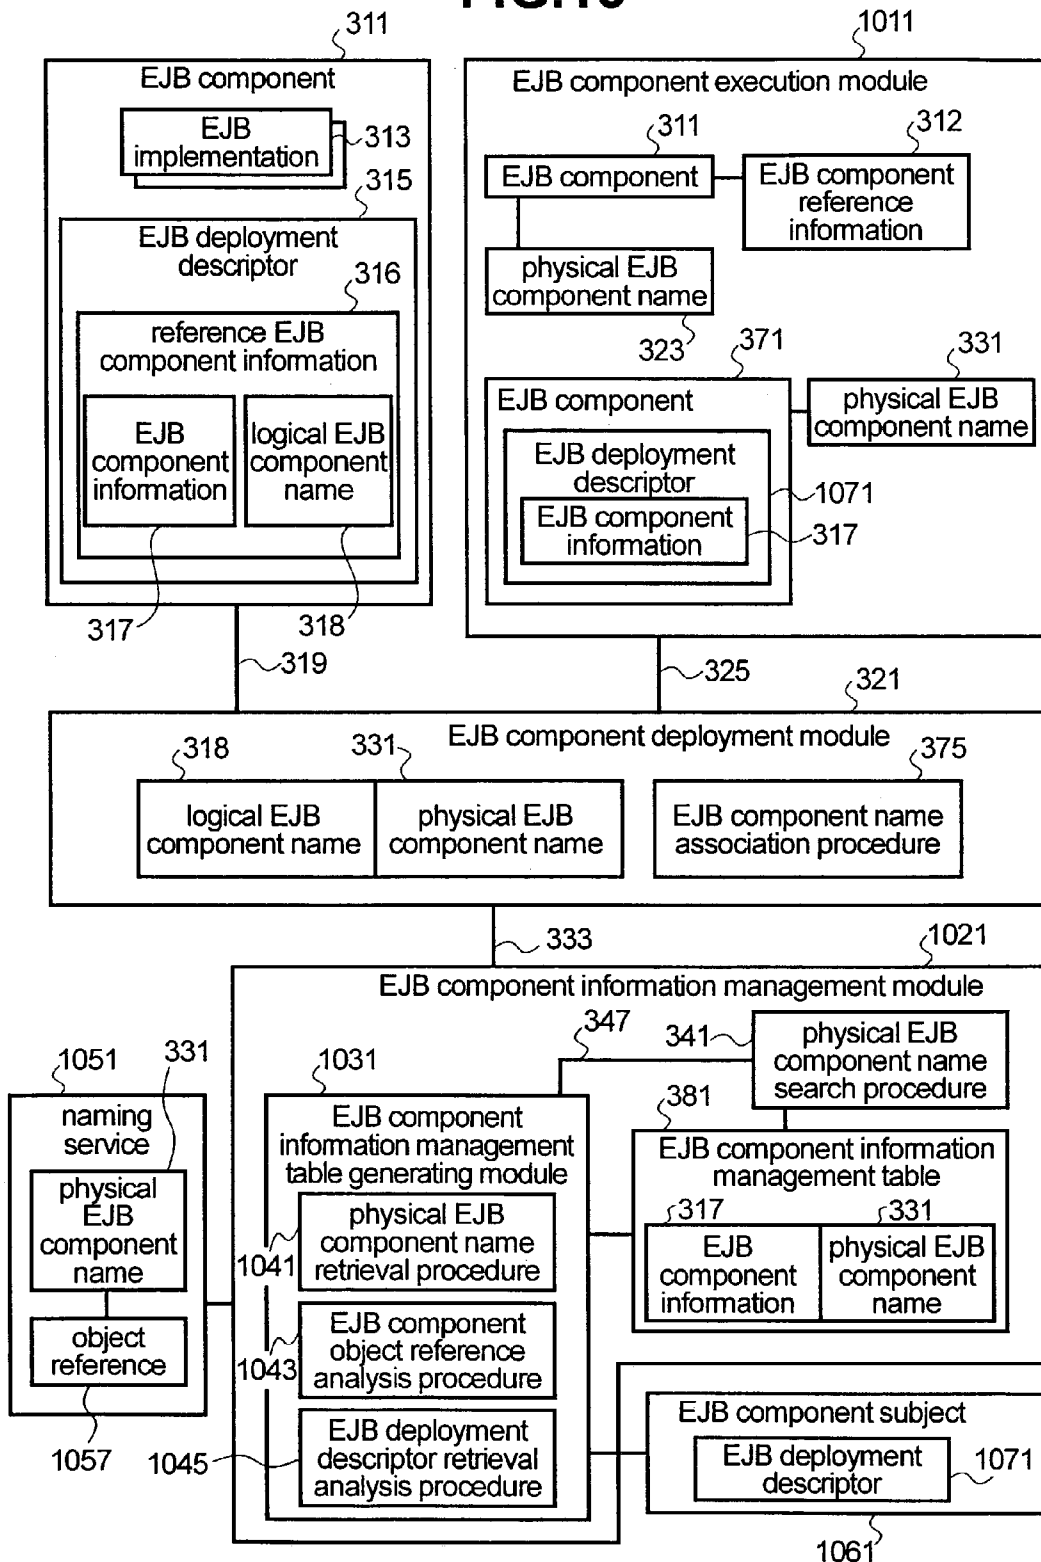 311
EJB component
EJB
implementation
313
315
EJB deployment
descriptor
316
reference EJB
component information
EJB
component
information
logical EJB
component
name
317
318
319
1011
EJB component execution module
311
EJB component
312
EJB component
reference
information
physical EJB
component name
323
371
EJB component
EJB deployment
descriptor
1071
EJB component
information
317
331
physical EJB
component name
325
321
EJB component deployment module
318
logical EJB
component name
331
physical EJB
component name
375
EJB component name
association procedure
333
1021
EJB component information management module
347
341
physical EJB
component name
search procedure
1031
EJB component
information management
table generating module
physical EJB
component name
retrieval procedure
1041
EJB component
object reference
analysis procedure
1043
EJB deployment
descriptor retrieval
analysis procedure
1045
381
EJB component information
management table
317
EJB
component
information
331
physical EJB
component
name
1051
331
naming
service
physical
EJB
component
name
object
reference
1057
EJB component subject
EJB deployment
descriptor
1071
1061